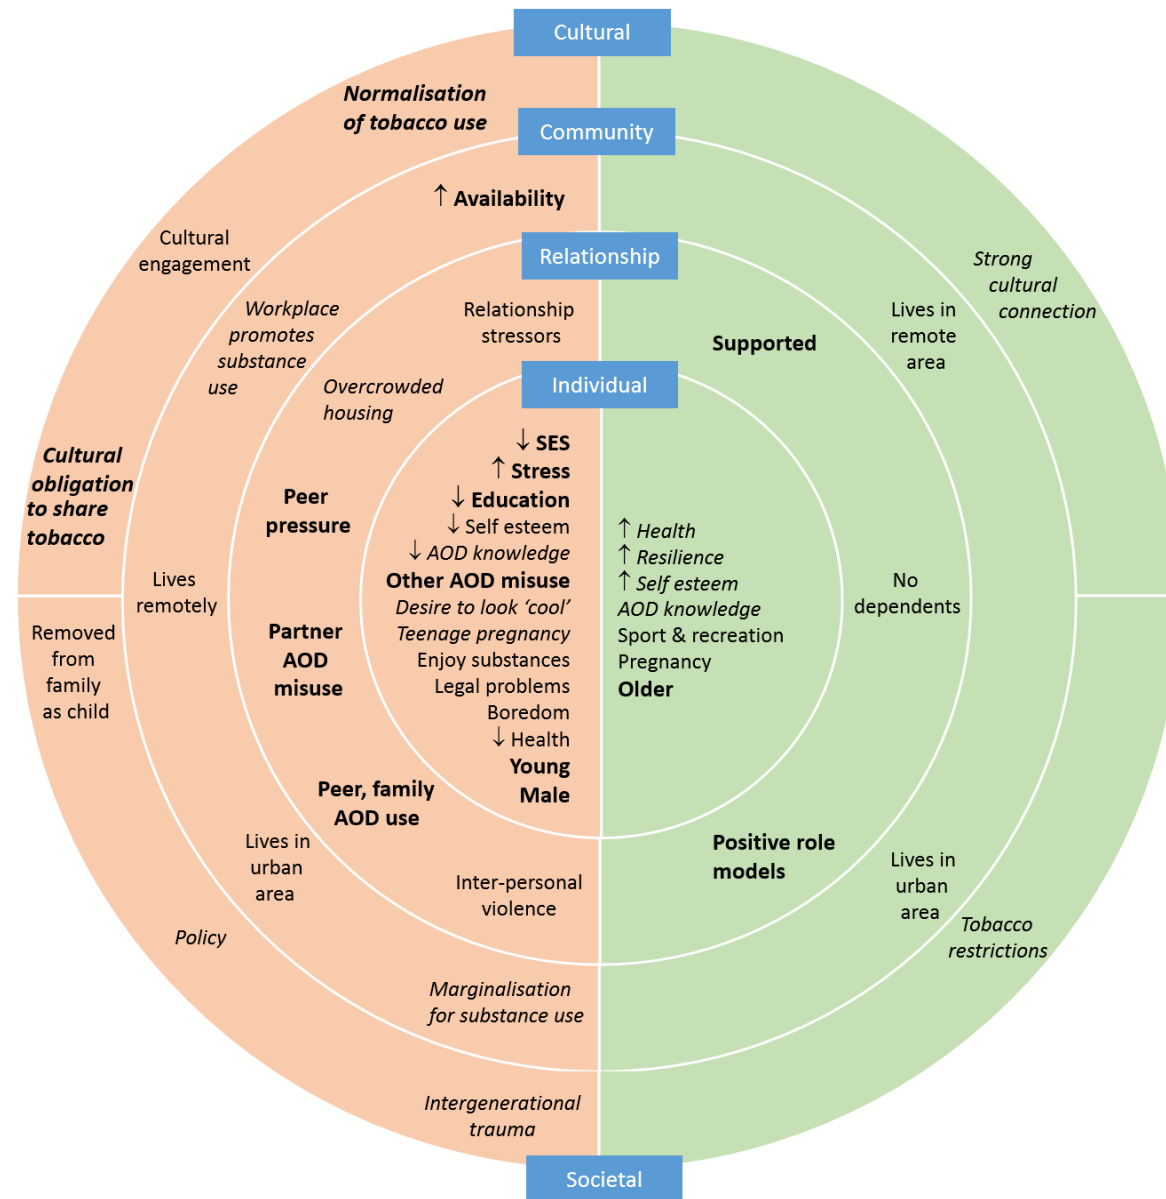 Cultural
Normalisation
of tobacco use
Community
↑ Availability
Cultural
engagement
Relationship
Strong
cultural
connection
Workplace
promotes
substance
use
Relationship
stressors
Lives in
remote
area
Supported
Overcrowded
housing
Individual
↓ SES
↑ Stress
↓ Education
↓ Self esteem
↓ AOD knowledge
Other AOD misuse
Desire to look ‘cool’
Teenage pregnancy
Enjoy substances
Legal problems
Boredom
↓ Health
Young
Male
↑ Health
↑ Resilience
↑ Self esteem
AOD knowledge
Sport & recreation
Pregnancy
Older
Cultural
obligation
to share
tobacco
Peer
pressure
Lives
remotely
No
dependents
Removed
from
family
as child
Partner
AOD
misuse
Peer, family
AOD use
Lives in
urban
area
Inter-personal
violence
Positive role
models
Lives in
urban
area
Policy
Tobacco
restrictions
Marginalisation
for substance use
Intergenerational
trauma
Societal